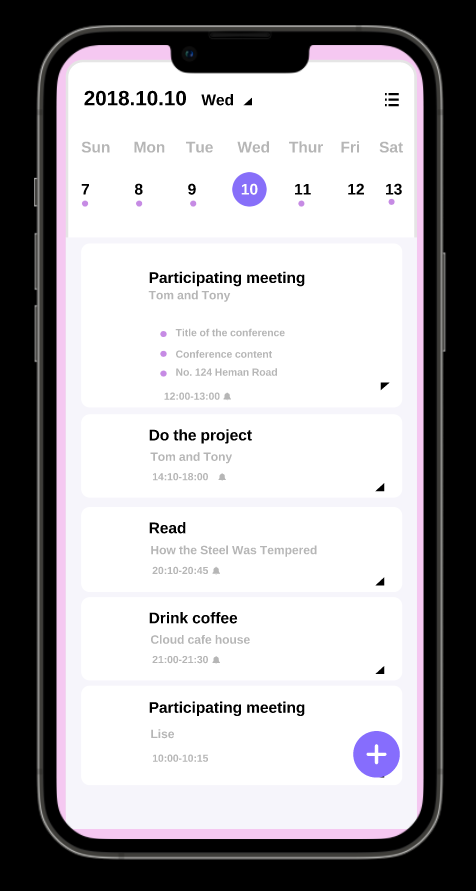 2018.10.10 Wed
Sun Mon Tue Wed Thur Fri Sat
7 8 9 10 11 12 13
Participating meeting
Tom and Tony
Title of the conference
Conference content
No. 124 Heman Road
12:00-13:00
Do the project
Tom and Tony
14:10-18:00
Read
How the Steel Was Tempered
20:10-20:45
Drink coffee
Cloud cafe house
21:00-21:30
Participating meeting
Lise
10:00-10:15